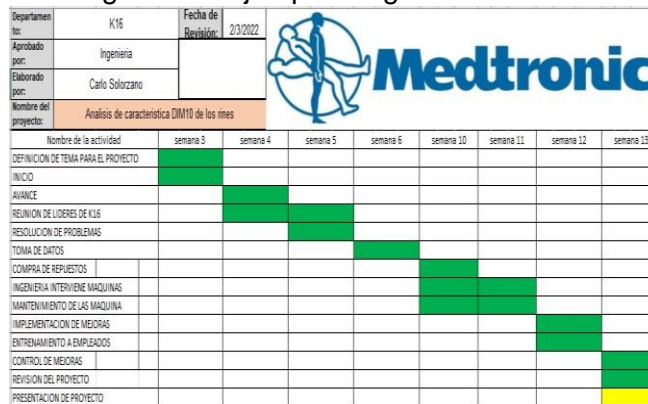 Departamen to: K16 Fecha de Revisión: 2/3/2022
Aprobado por: Ingenieria
Elaborado por: Carlo Solorzano
Medtronic
Nombre del proyecto: Analisis de caracteristica DIM10 de los rines
Nombre de la actividad semana 3 semana 4 semana 5 semana 6 semana 10 semana 11 semana 12 semana 13
DEFINICION DE TEMA PARA EL PROYECTO
INICIO
AVANCE
REUNION DE LIDERES DE K16
RESOLUCION DE PROBLEMAS
TOMA DE DATOS
COMPRA DE REPUESTOS
INGENIERIA INTERVIENE MAQUINAS
MANTENIMIENTO DE LAS MAQUINA
IMPLEMENTACION DE MEJORAS
ENTRENAMIENTO A EMPLEADOS
CONTROL DE MEJORAS
REVISION DEL PROYECTO
PRESENTACION DE PROYECTO